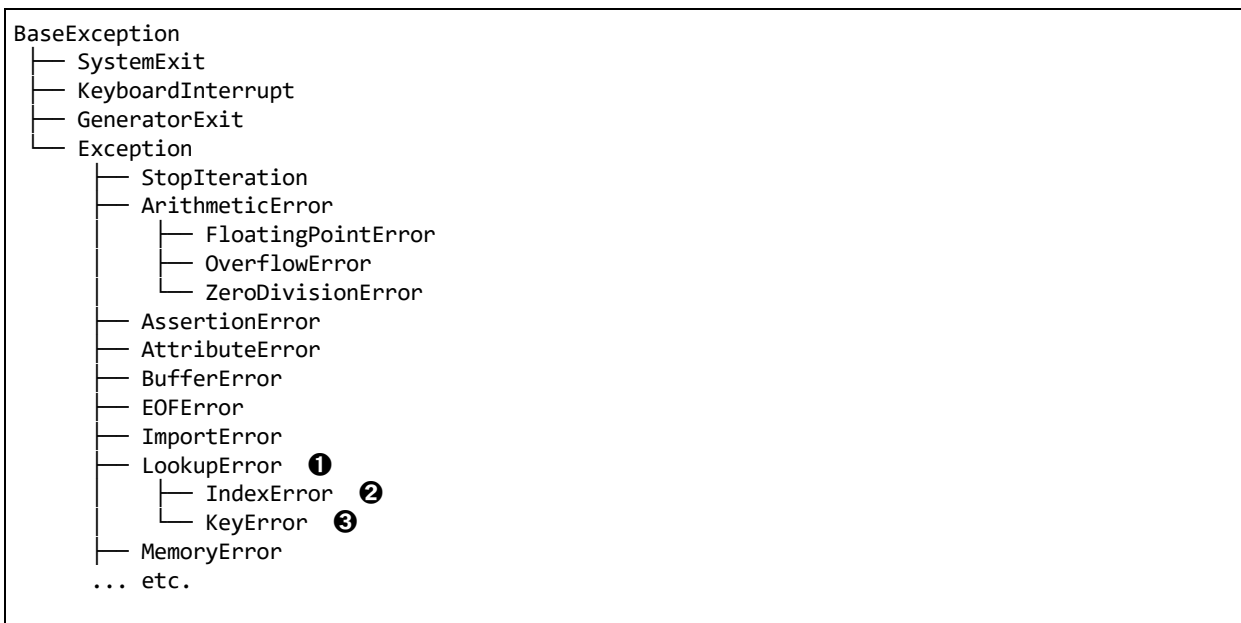 BaseException
├── SystemExit
├── KeyboardInterrupt
├── GeneratorExit
└── Exception
├── StopIteration
├── ArithmeticError
│ ├── FloatingPointError
│ ├── OverflowError
│ └── ZeroDivisionError
├── AssertionError
├── AttributeError
├── BufferError
├── EOFError
├── ImportError
├── LookupError ❶
│ ├── IndexError ❷
│ └── KeyError ❸
├── MemoryError
... etc.